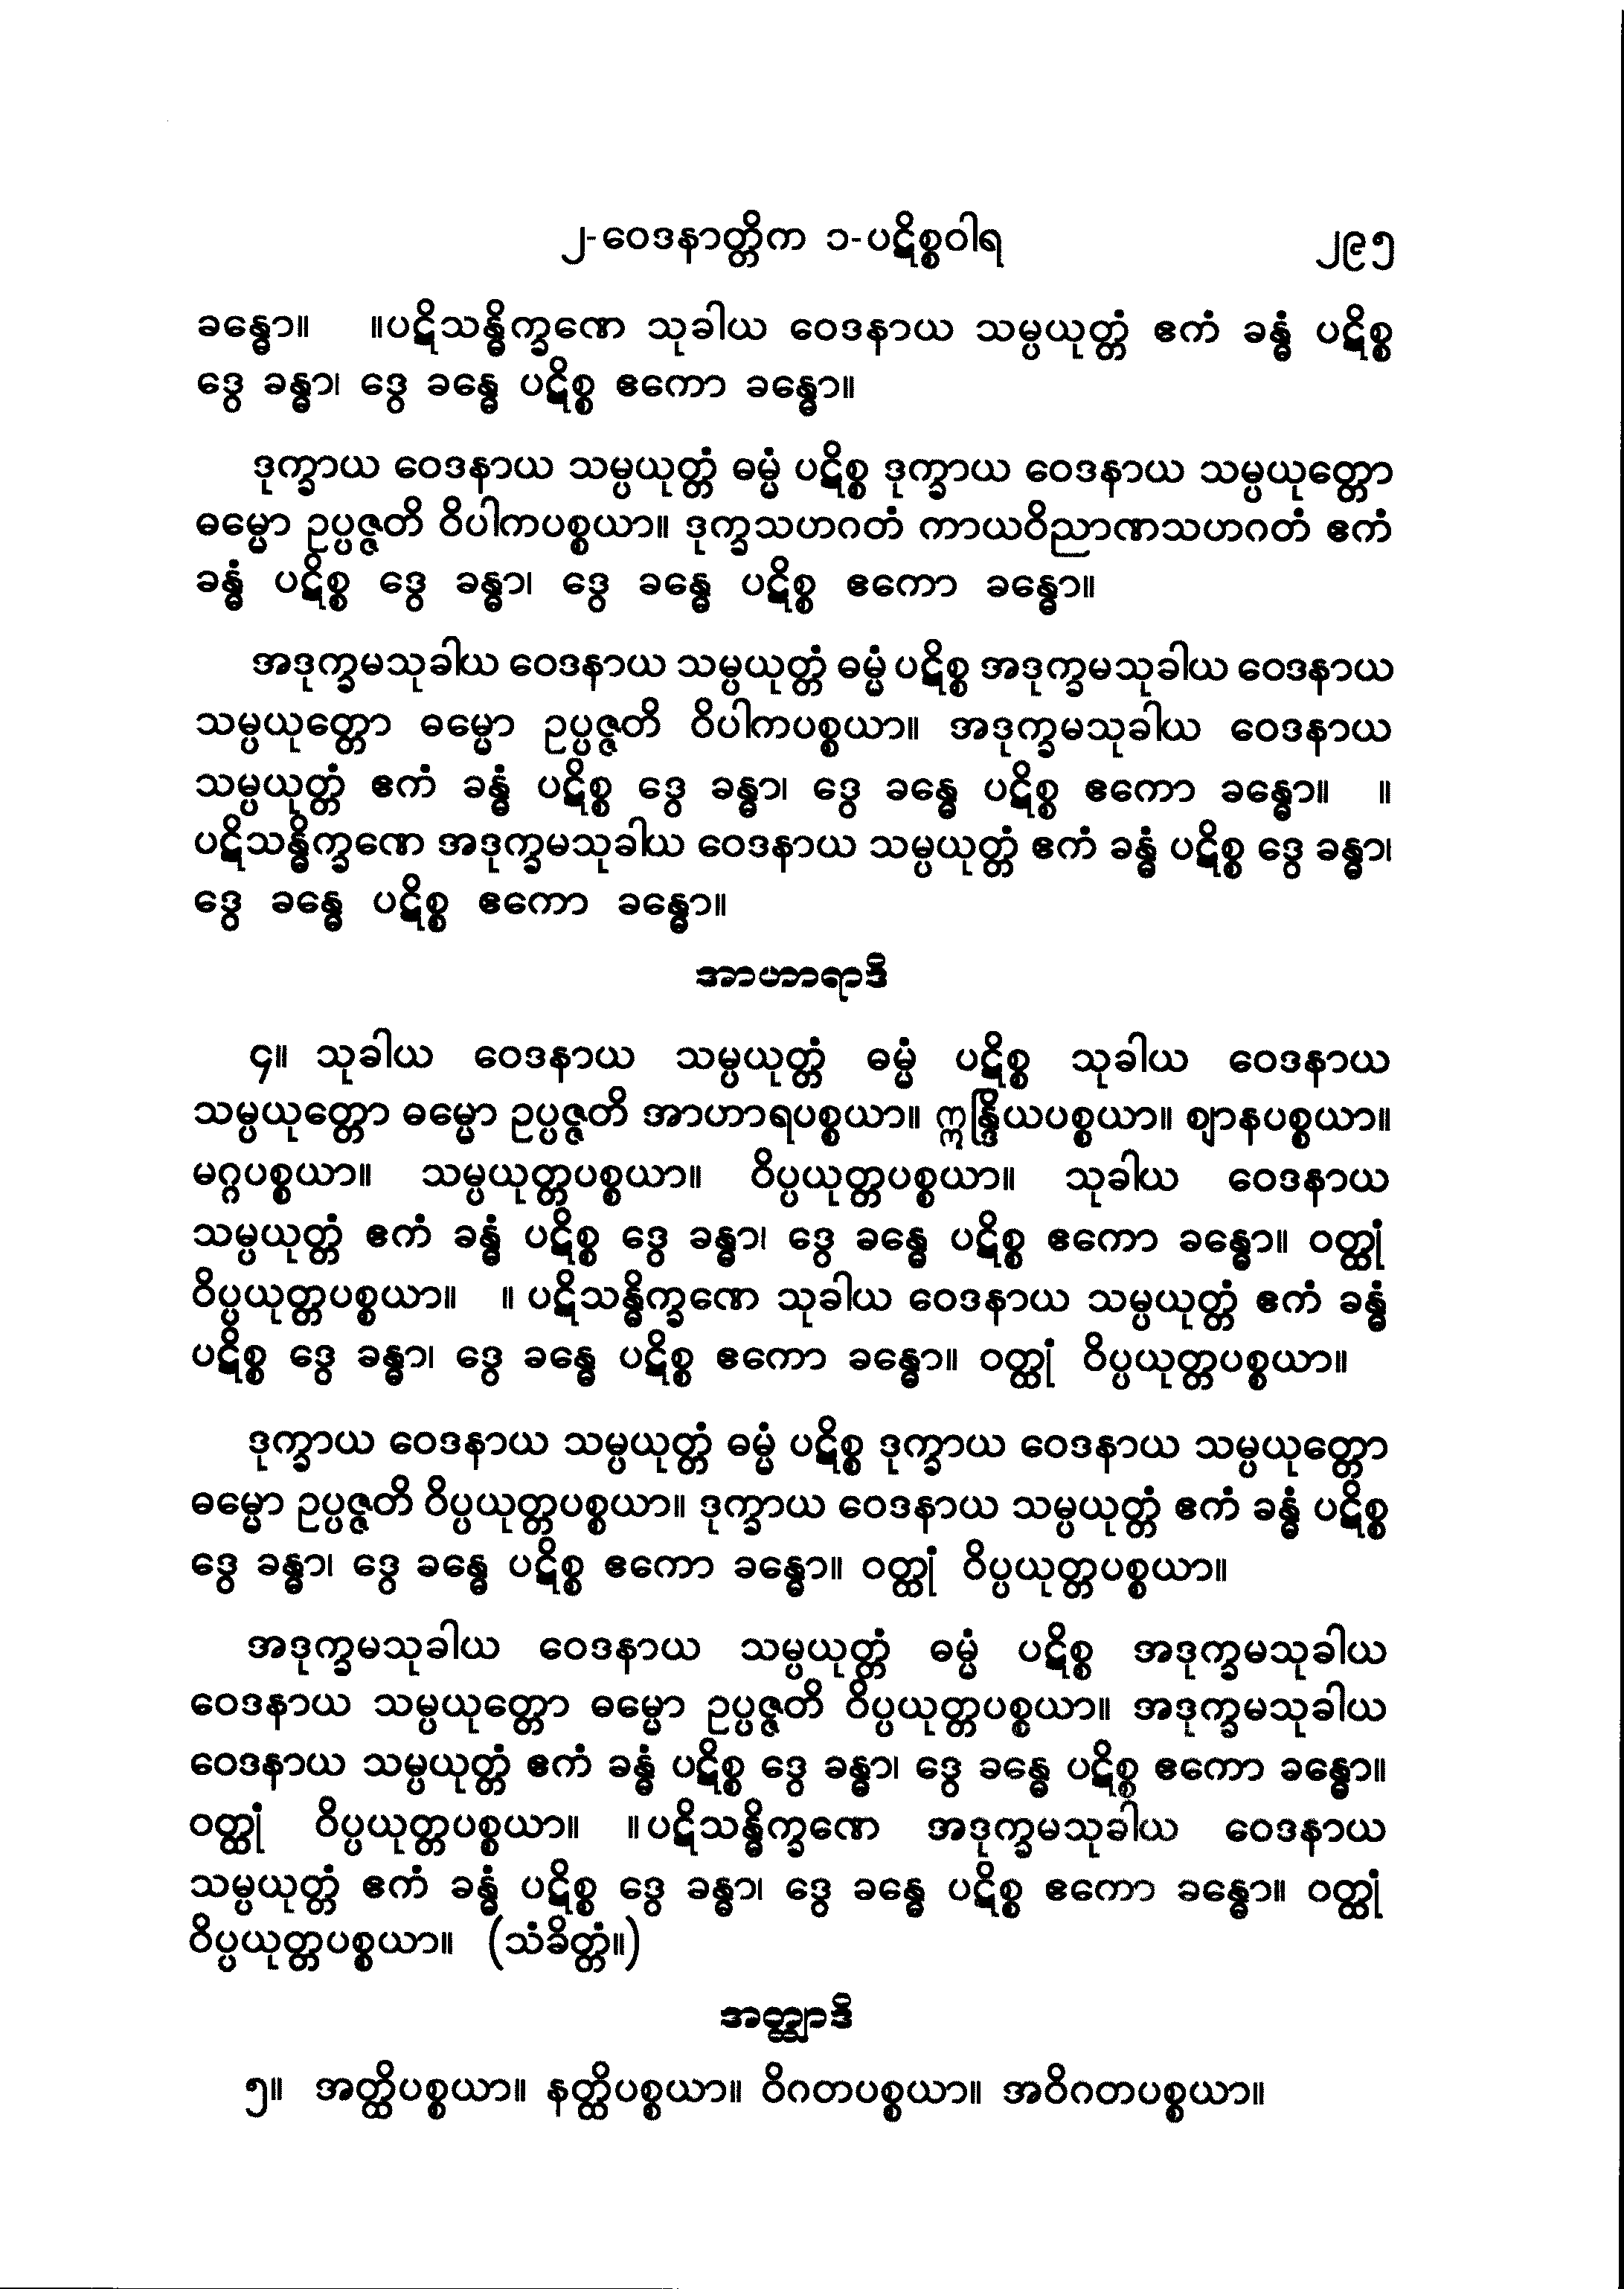 ၂-ဝေဒနာတ္တိက ၁-ပဋိစ္စဝါရ ၂၉၅
ခန္ဓော။ ။ပဋိသန္ဓိက္ခဏေ သုခါယ ဝေဒနာယ သမ္ပယုတ္တံ ဧကံ ခန္ဓံ ပဋိစ္စ
ဒွေ ခန္ဓာ၊ ဒွေ ခန္ဓေ ပဋိစ္စ ဧကော ခန္ဓော။
ဒုက္ခာယ ဝေဒနာယ သမ္ပယုတ္တံ ဓမ္မံ ပဋိစ္စ ဒုက္ခာယ ဝေဒနာယ သမ္ပယုတ္တော
ဓမ္မော ဥပ္ပဇ္ဇတိ ဝိပါကပစ္စယာ။ ဒုက္ခသဟဂတံ ကာယဝိညာဏသဟဂတံ ဧကံ
ခန္ဓံ ပဋိစ္စ ဒွေ ခန္ဓာ၊ ဒွေ ခန္ဓေ ပဋိစ္စ ဧကော ခန္ဓော။
အဒုက္ခမသုခါယ ဝေဒနာယ သမ္ပယုတ္တံ ဓမ္မံ ပဋိစ္စ အဒုက္ခမသုခါယ ဝေဒနာယ
သမ္ပယုတ္တော ဓမ္မော ဥပ္ပဇ္ဇတိ ဝိပါကပစ္စယာ။ အဒုက္ခမသုခါယ ဝေဒနာယ
သမ္ပယုတ္တံ ဧကံ ခန္ဓံ ပဋိစ္စ ဒွေ ခန္ဓာ၊ ဒွေ ခန္ဓေ ပဋိစ္စ ဧကော ခန္ဓော။ ။
ပဋိသန္ဓိက္ခဏေ အဒုက္ခမသုခါယ ဝေဒနာယ သမ္ပယုတ္တံ ဧကံ ခန္ဓံ ပဋိစ္စ ဒွေ ခန္ဓာ၊
ဒွေ ခန္ဓေ ပဋိစ္စ ဧကော ခန္ဓော။
အာဟာရာဒိ
၄။ သုခါယ ဝေဒနာယ သမ္ပယုတ္တံ ဓမ္မံ ပဋိစ္စ သုခါယ ဝေဒနာယ
သမ္ပယုတ္တော ဓမ္မော ဥပ္ပဇ္ဇတိ အာဟာရပစ္စယာ။ ဣန္ဒြိယပစ္စယာ။ ဈာနပစ္စယာ။
မဂ္ဂပစ္စယာ။ သမ္ပယုတ္တပစ္စယာ။ ဝိပ္ပယုတ္တပစ္စယာ။ သုခါယ ဝေဒနာယ
သမ္ပယုတ္တံ ဧကံ ခန္ဓံ ပဋိစ္စ ဒွေ ခန္ဓာ၊ ဒွေ ခန္ဓေ ပဋိစ္စ ဧကော ခန္ဓော။ ဝတ္ထုံ
ဝိပ္ပယုတ္တပစ္စယာ။ ။ ပဋိသန္ဓိက္ခဏေ သုခါယ ဝေဒနာယ သမ္ပယုတ္တံ ဧကံ ခန္ဓံ
ပဋိစ္စ ဒွေ ခန္ဓာ၊ ဒွေ ခန္ဓေ ပဋိစ္စ ဧကော ခန္ဓော။ ဝတ္ထုံ ဝိပ္ပယုတ္တပစ္စယာ။
ဒုက္ခာယ ဝေဒနာယ သမ္ပယုတ္တံ ဓမ္မံ ပဋိစ္စ ဒုက္ခာယ ဝေဒနာယ သမ္ပယုတ္တော
ဓမ္မော ဥပ္ပဇ္ဇတိ ဝိပ္ပယုတ္တပစ္စယာ။ ဒုက္ခာယ ဝေဒနာယ သမ္ပယုတ္တံ ဧကံ ခန္ဓံ ပဋိစ္စ
ဒွေ ခန္ဓာ၊ ဒွေ ခန္ဓေ ပဋိစ္စ ဧကော ခန္ဓော။ ဝတ္ထုံ ဝိပ္ပယုတ္တပစ္စယာ။
အဒုက္ခမသုခါယ ဝေဒနာယ သမ္ပယုတ္တံ ဓမ္မံ ပဋိစ္စ အဒုက္ခမသုခါယ
ဝေဒနာယ သမ္ပယုတ္တော ဓမ္မော ဥပ္ပဇ္ဇတိ ဝိပ္ပယုတ္တပစ္စယာ။ အဒုက္ခမသုခါယ
ဝေဒနာယ သမ္ပယုတ္တံ ဧကံ ခန္ဓံ ပဋိစ္စ ဒွေ ခန္ဓာ၊ ဒွေ ခန္ဓေ ပဋိစ္စ ဧကော ခန္ဓော။
ဝတ္ထုံ ဝိပ္ပယုတ္တပစ္စယာ။ ။ပဋိသန္ဓိက္ခဏေ အဒုက္ခမသုခါယ ဝေဒနာယ
သမ္ပယုတ္တံ ဧကံ ခန္ဓံ ပဋိစ္စ ဒွေ ခန္ဓာ၊ ဒွေ ခန္ဓေ ပဋိစ္စ ဧကော ခန္ဓော။ ဝတ္ထုံ
ဝိပ္ပယုတ္တပစ္စယာ။ (သံခိတ္တံ။)
အတ္ထျာဒိ
၅။ အတ္ထိပစ္စယာ။ နတ္ထိပစ္စယာ။ ဝိဂတပစ္စယာ။ အဝိဂတပစ္စယာ။